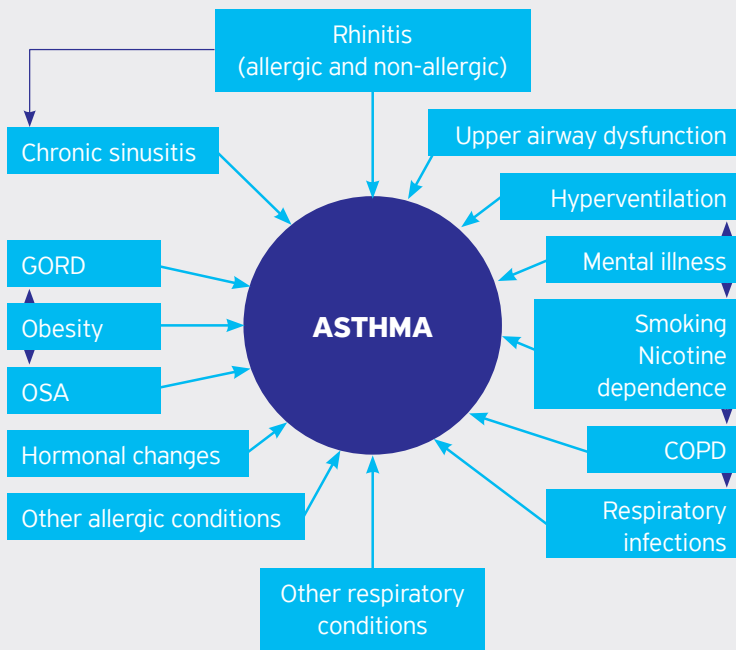 Rhinitis
(allergic and non-allergic)
Chronic sinusitis
Upper airway dysfunction
Hyperventilation
GORD
Mental illness
Obesity
ASTHMA
Smoking
Nicotine
dependence
OSA
Hormonal changes
COPD
Other allergic conditions
Respiratory
infections
Other respiratory
conditions